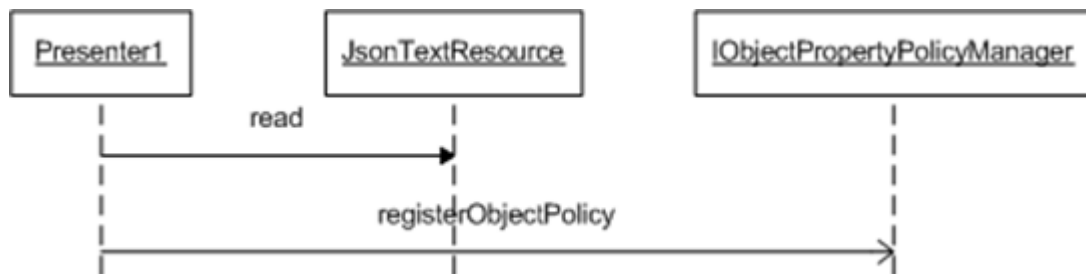 Presenter1
JsonTextResource
IObjectPropertyPolicyManager
read
registerObjectPolicy